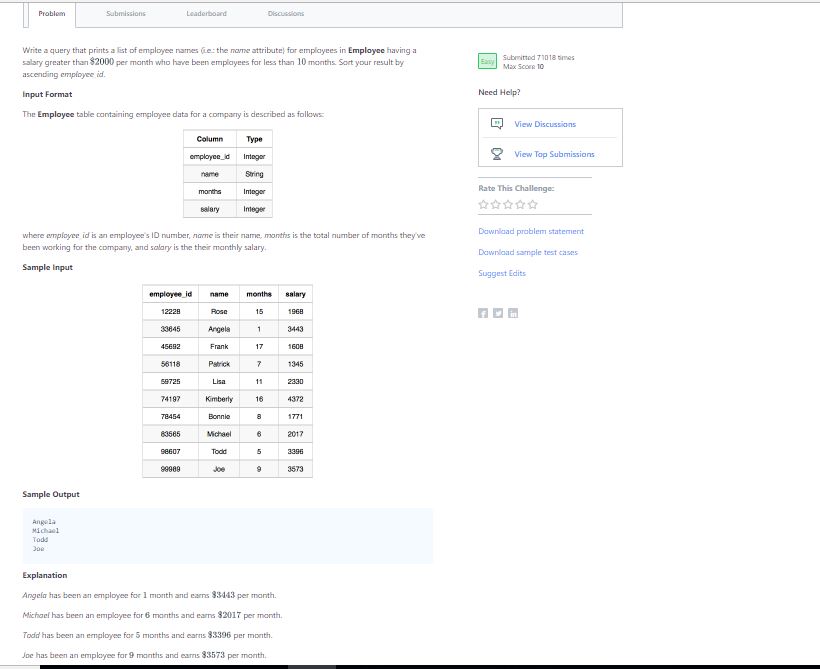 Problem Submissions Leaderboard Discussions
Write a query that prints a list of employee names (i.e.: the name attribute) for employees in Employee having a
salary greater than $2000 per month who have been employees for less than 10 months. Sort your result by
ascending employee_id.
Input Format
The Employee table containing employee data for a company is described as follows:
Column Type
employee_id Integer
name String
months Integer
salary Integer
where employee_id is an employee's ID number, name is their name, months is the total number of months they've
been working for the company, and salary is the their monthly salary.
Sample Input
employee_id name months salary
12228 Rose 15 1968
33645 Angela 1 3443
45692 Frank 17 1608
56118 Patrick 7 1345
59725 Lisa 11 2330
74197 Kimberly 16 4372
78454 Bonnie 8 1771
83565 Michael 6 2017
98607 Todd 5 3396
99989 Joe 9 3573
Sample Output
Angela
Michael
Todd
Joe
Explanation
Angela has been an employee for 1 month and earns $3443 per month.
Michael has been an employee for 6 months and earns $2017 per month.
Todd has been an employee for 5 months and earns $3396 per month.
Joe has been an employee for 9 months and earns $3573 per month.
Easy
Submitted 71018 times
Max Score 10
Need Help?
View Discussions
View Top Submissions
Rate This Challenge:
Download problem statement
Download sample test cases
Suggest Edits